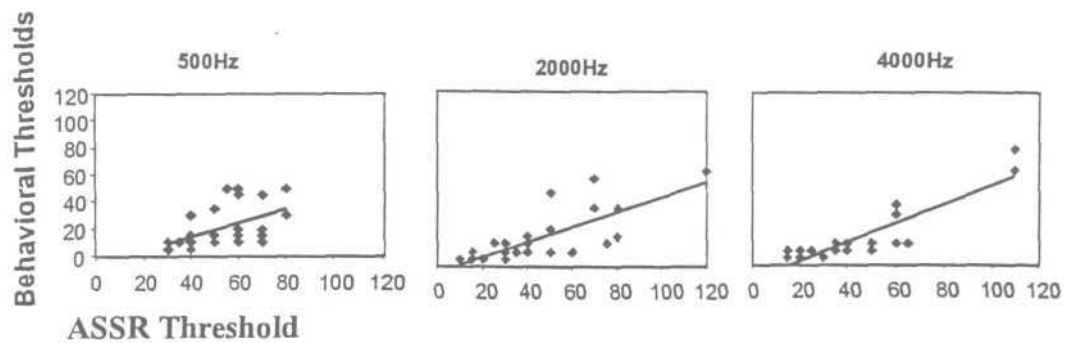 500Hz
2000Hz
4000Hz
Behavioral Thresholds
120
100
80
60
40
20
0
0 20 40 60 80 100 120
0 20 40 60 80 100 120
0 20 40 60 80 100 120
ASSR Threshold